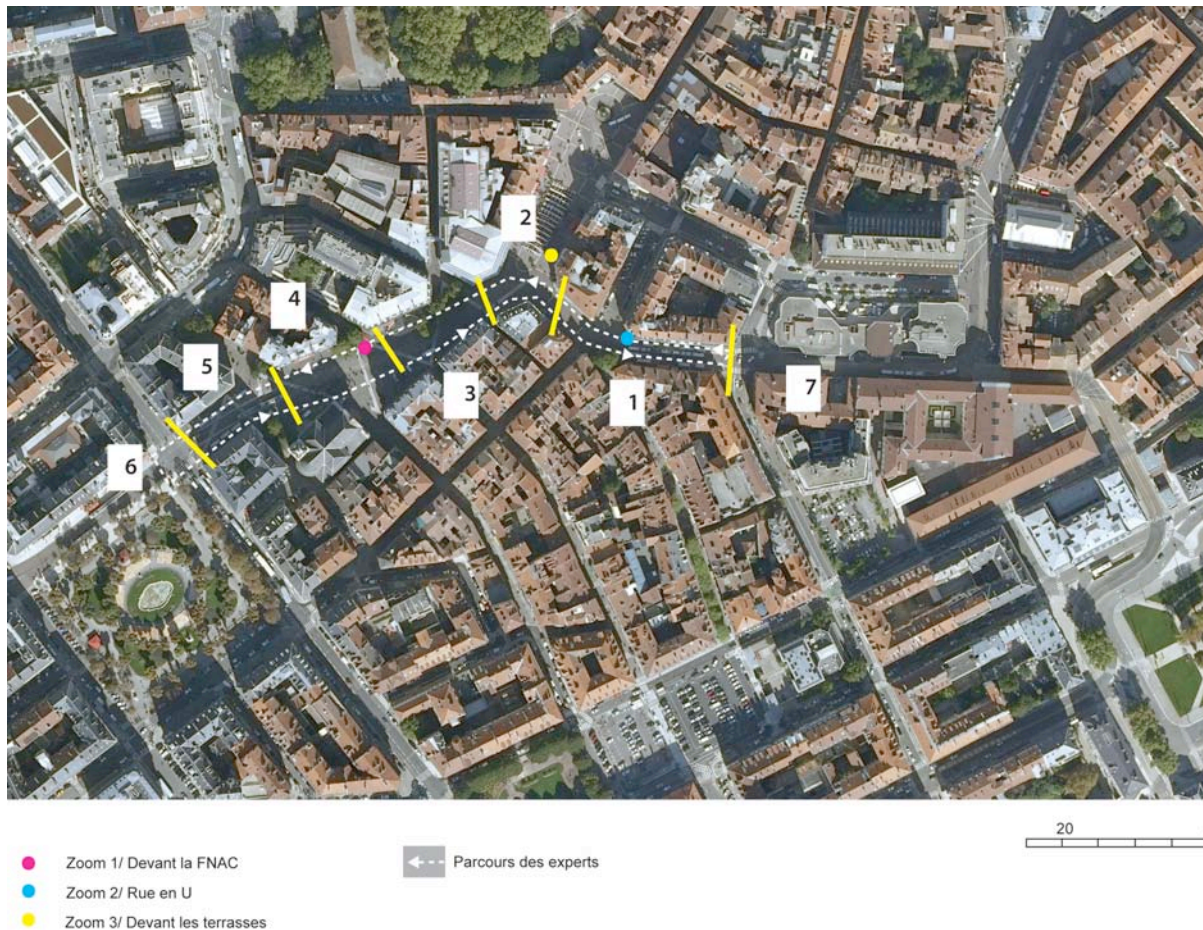 2
4
5
3
1
7
6
20
Zoom 1/ Devant la FNAC
Parcours des experts
Zoom 2/ Rue en U
Zoom 3/ Devant les terrasses